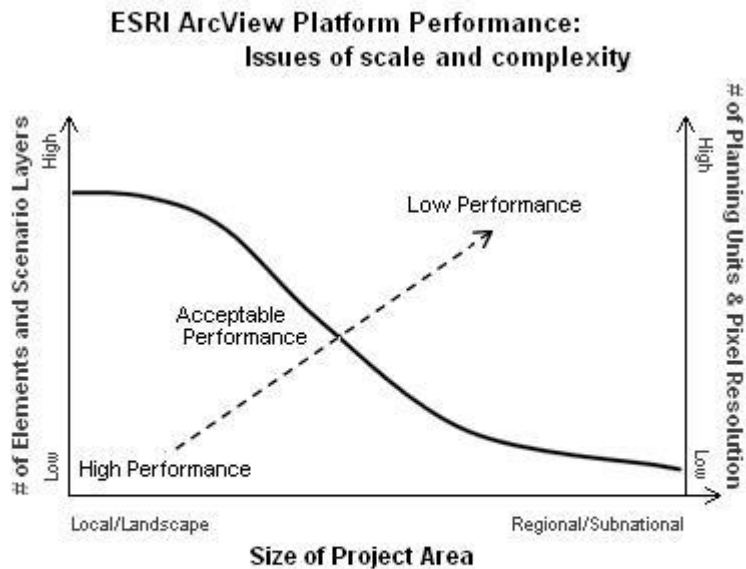 ESRI ArcView Platform Performance:
Issues of scale and complexity
# of Elements and Scenario Layers
High
Low
# of Planning Units & Pixel Resolution
High
Low
Low Performance
Acceptable
Performance
High Performance
Local/Landscape
Regional/Subnational
Size of Project Area